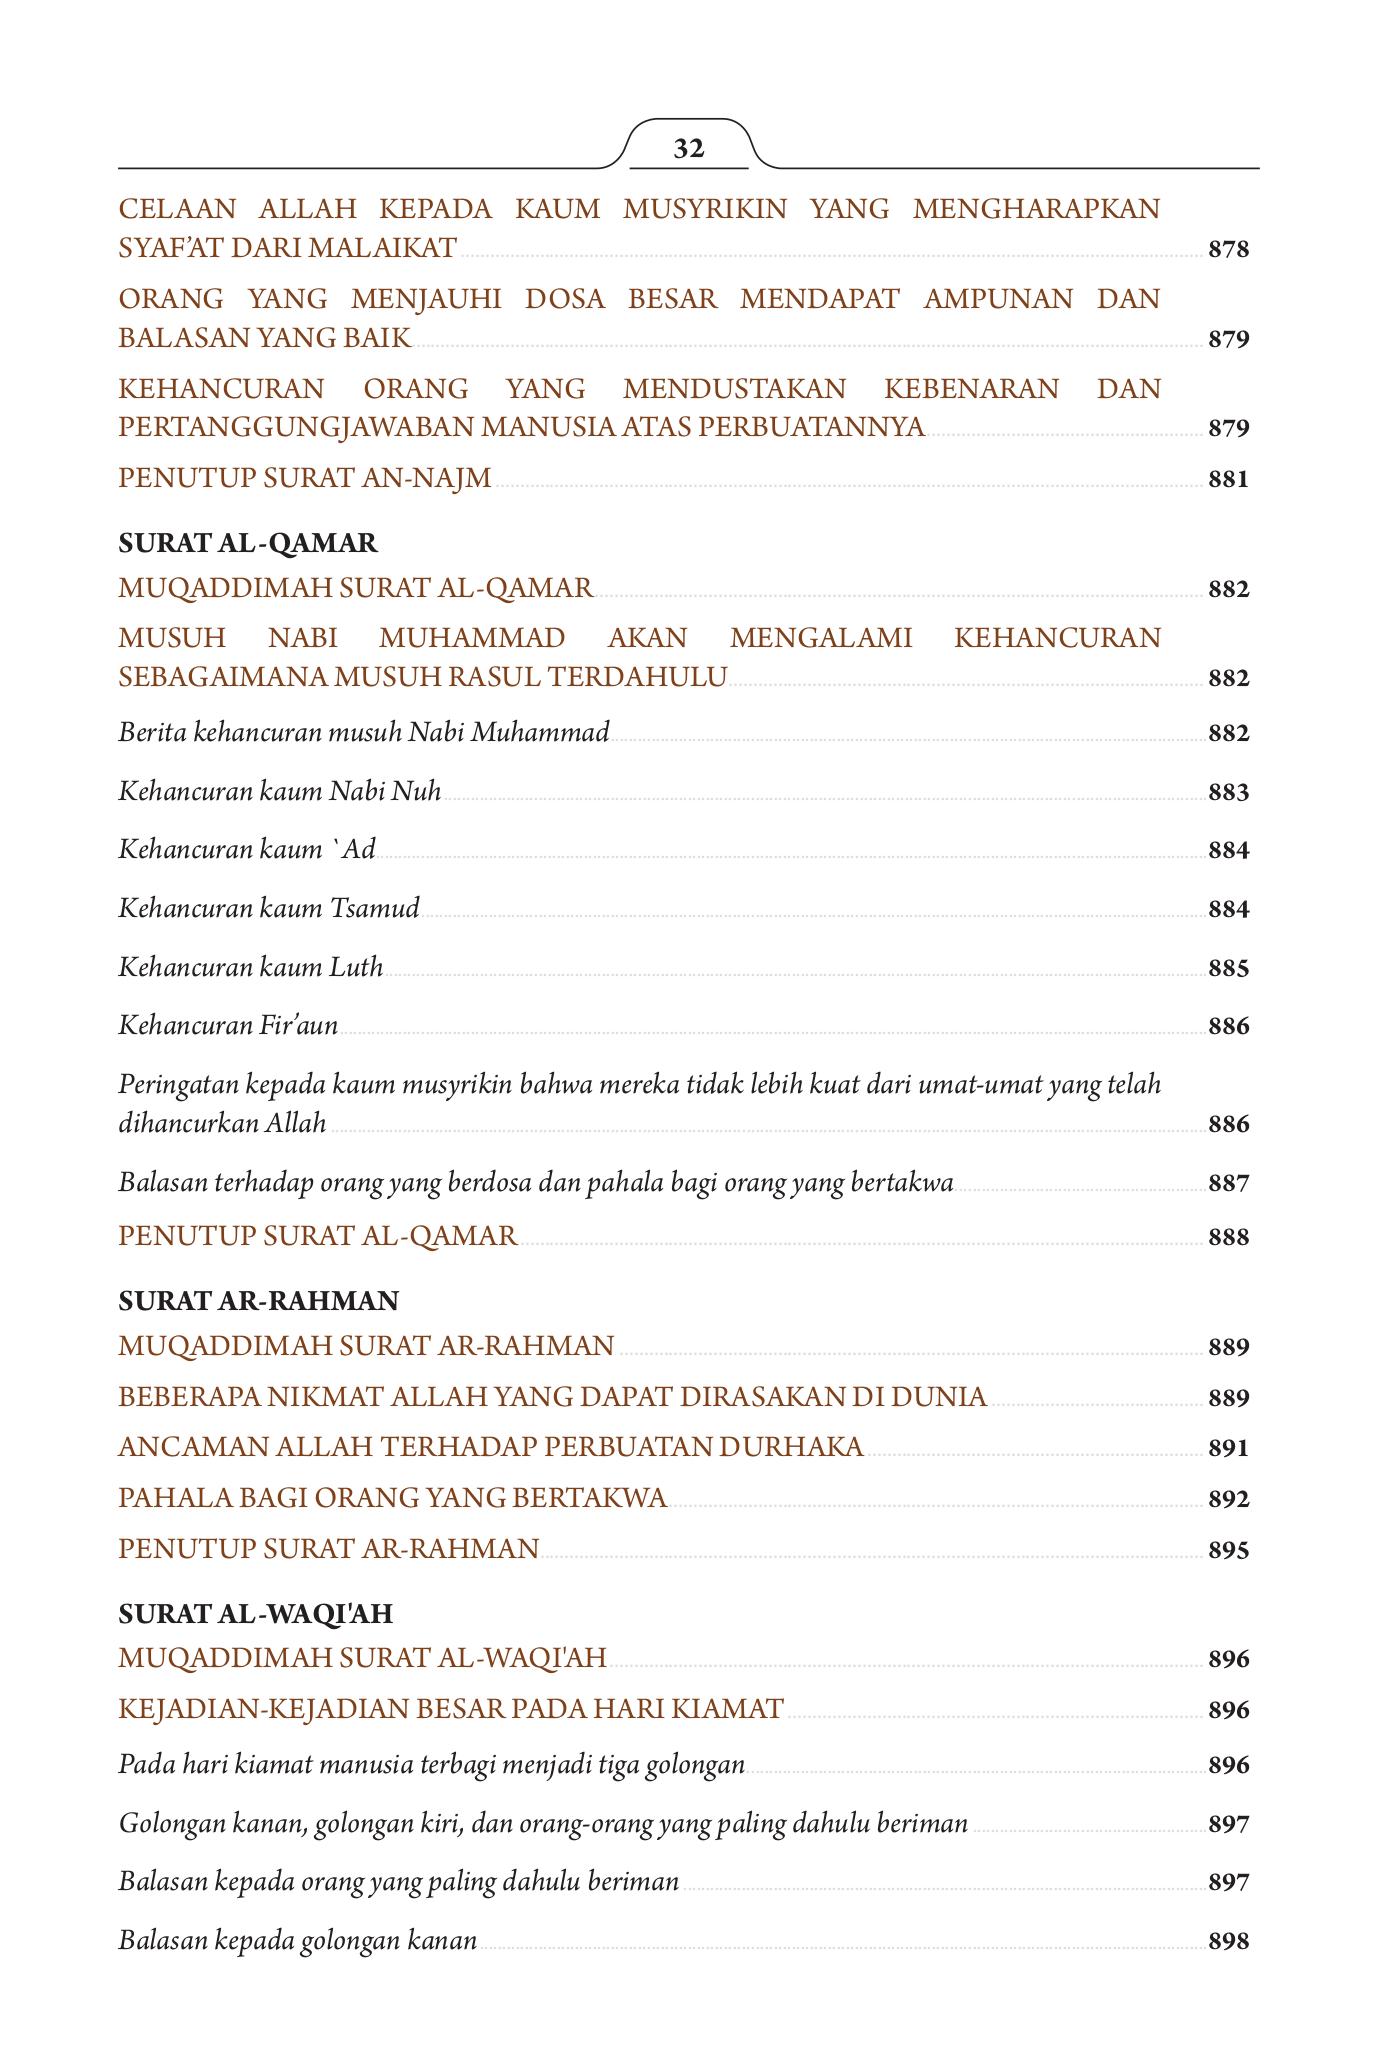 32
CELAAN ALLAH KEPADA KAUM MUSYRIKIN YANG MENGHARAPKAN
SYAF’AT DARI MALAIKAT 878
ORANG YANG MENJAUHI DOSA BESAR MENDAPAT AMPUNAN DAN
BALASAN YANG BAIK 879
KEHANCURAN ORANG YANG MENDUSTAKAN KEBENARAN DAN
PERTANGGUNGJAWABAN MANUSIA ATAS PERBUATANNYA 879
PENUTUP SURAT AN-NAJM 881
SURAT AL-QAMAR
MUQADDIMAH SURAT AL-QAMAR 882
MUSUH NABI MUHAMMAD AKAN MENGALAMI KEHANCURAN
SEBAGAIMANA MUSUH RASUL TERDAHULU 882
Berita kehancuran musuh Nabi Muhammad 882
Kehancuran kaum Nabi Nuh 883
Kehancuran kaum `Ad 884
Kehancuran kaum Tsamud 884
Kehancuran kaum Luth 885
Kehancuran Fir’aun 886
Peringatan kepada kaum musyrikin bahwa mereka tidak lebih kuat dari umat-umat yang telah
dihancurkan Allah 886
Balasan terhadap orang yang berdosa dan pahala bagi orang yang bertakwa 887
PENUTUP SURAT AL-QAMAR 888
SURAT AR-RAHMAN
MUQADDIMAH SURAT AR-RAHMAN 889
BEBERAPA NIKMAT ALLAH YANG DAPAT DIRASAKAN DI DUNIA 889
ANCAMAN ALLAH TERHADAP PERBUATAN DURHAKA 891
PAHALA BAGI ORANG YANG BERTAKWA 892
PENUTUP SURAT AR-RAHMAN 895
SURAT AL-WAQI'AH
MUQADDIMAH SURAT AL-WAQI'AH 896
KEJADIAN-KEJADIAN BESAR PADA HARI KIAMAT 896
Pada hari kiamat manusia terbagi menjadi tiga golongan 896
Golongan kanan, golongan kiri, dan orang-orang yang paling dahulu beriman 897
Balasan kepada orang yang paling dahulu beriman 897
Balasan kepada golongan kanan 898